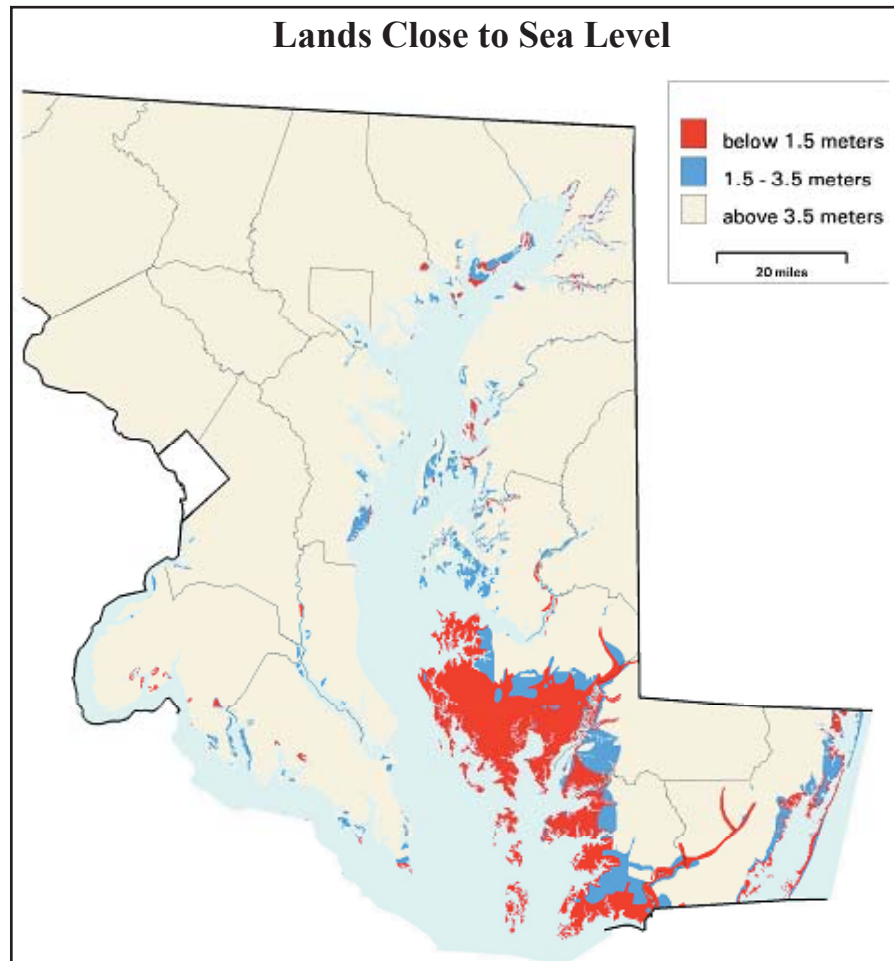 Lands Close to Sea Level
below 1.5 meters
1.5 - 3.5 meters
above 3.5 meters
20 miles